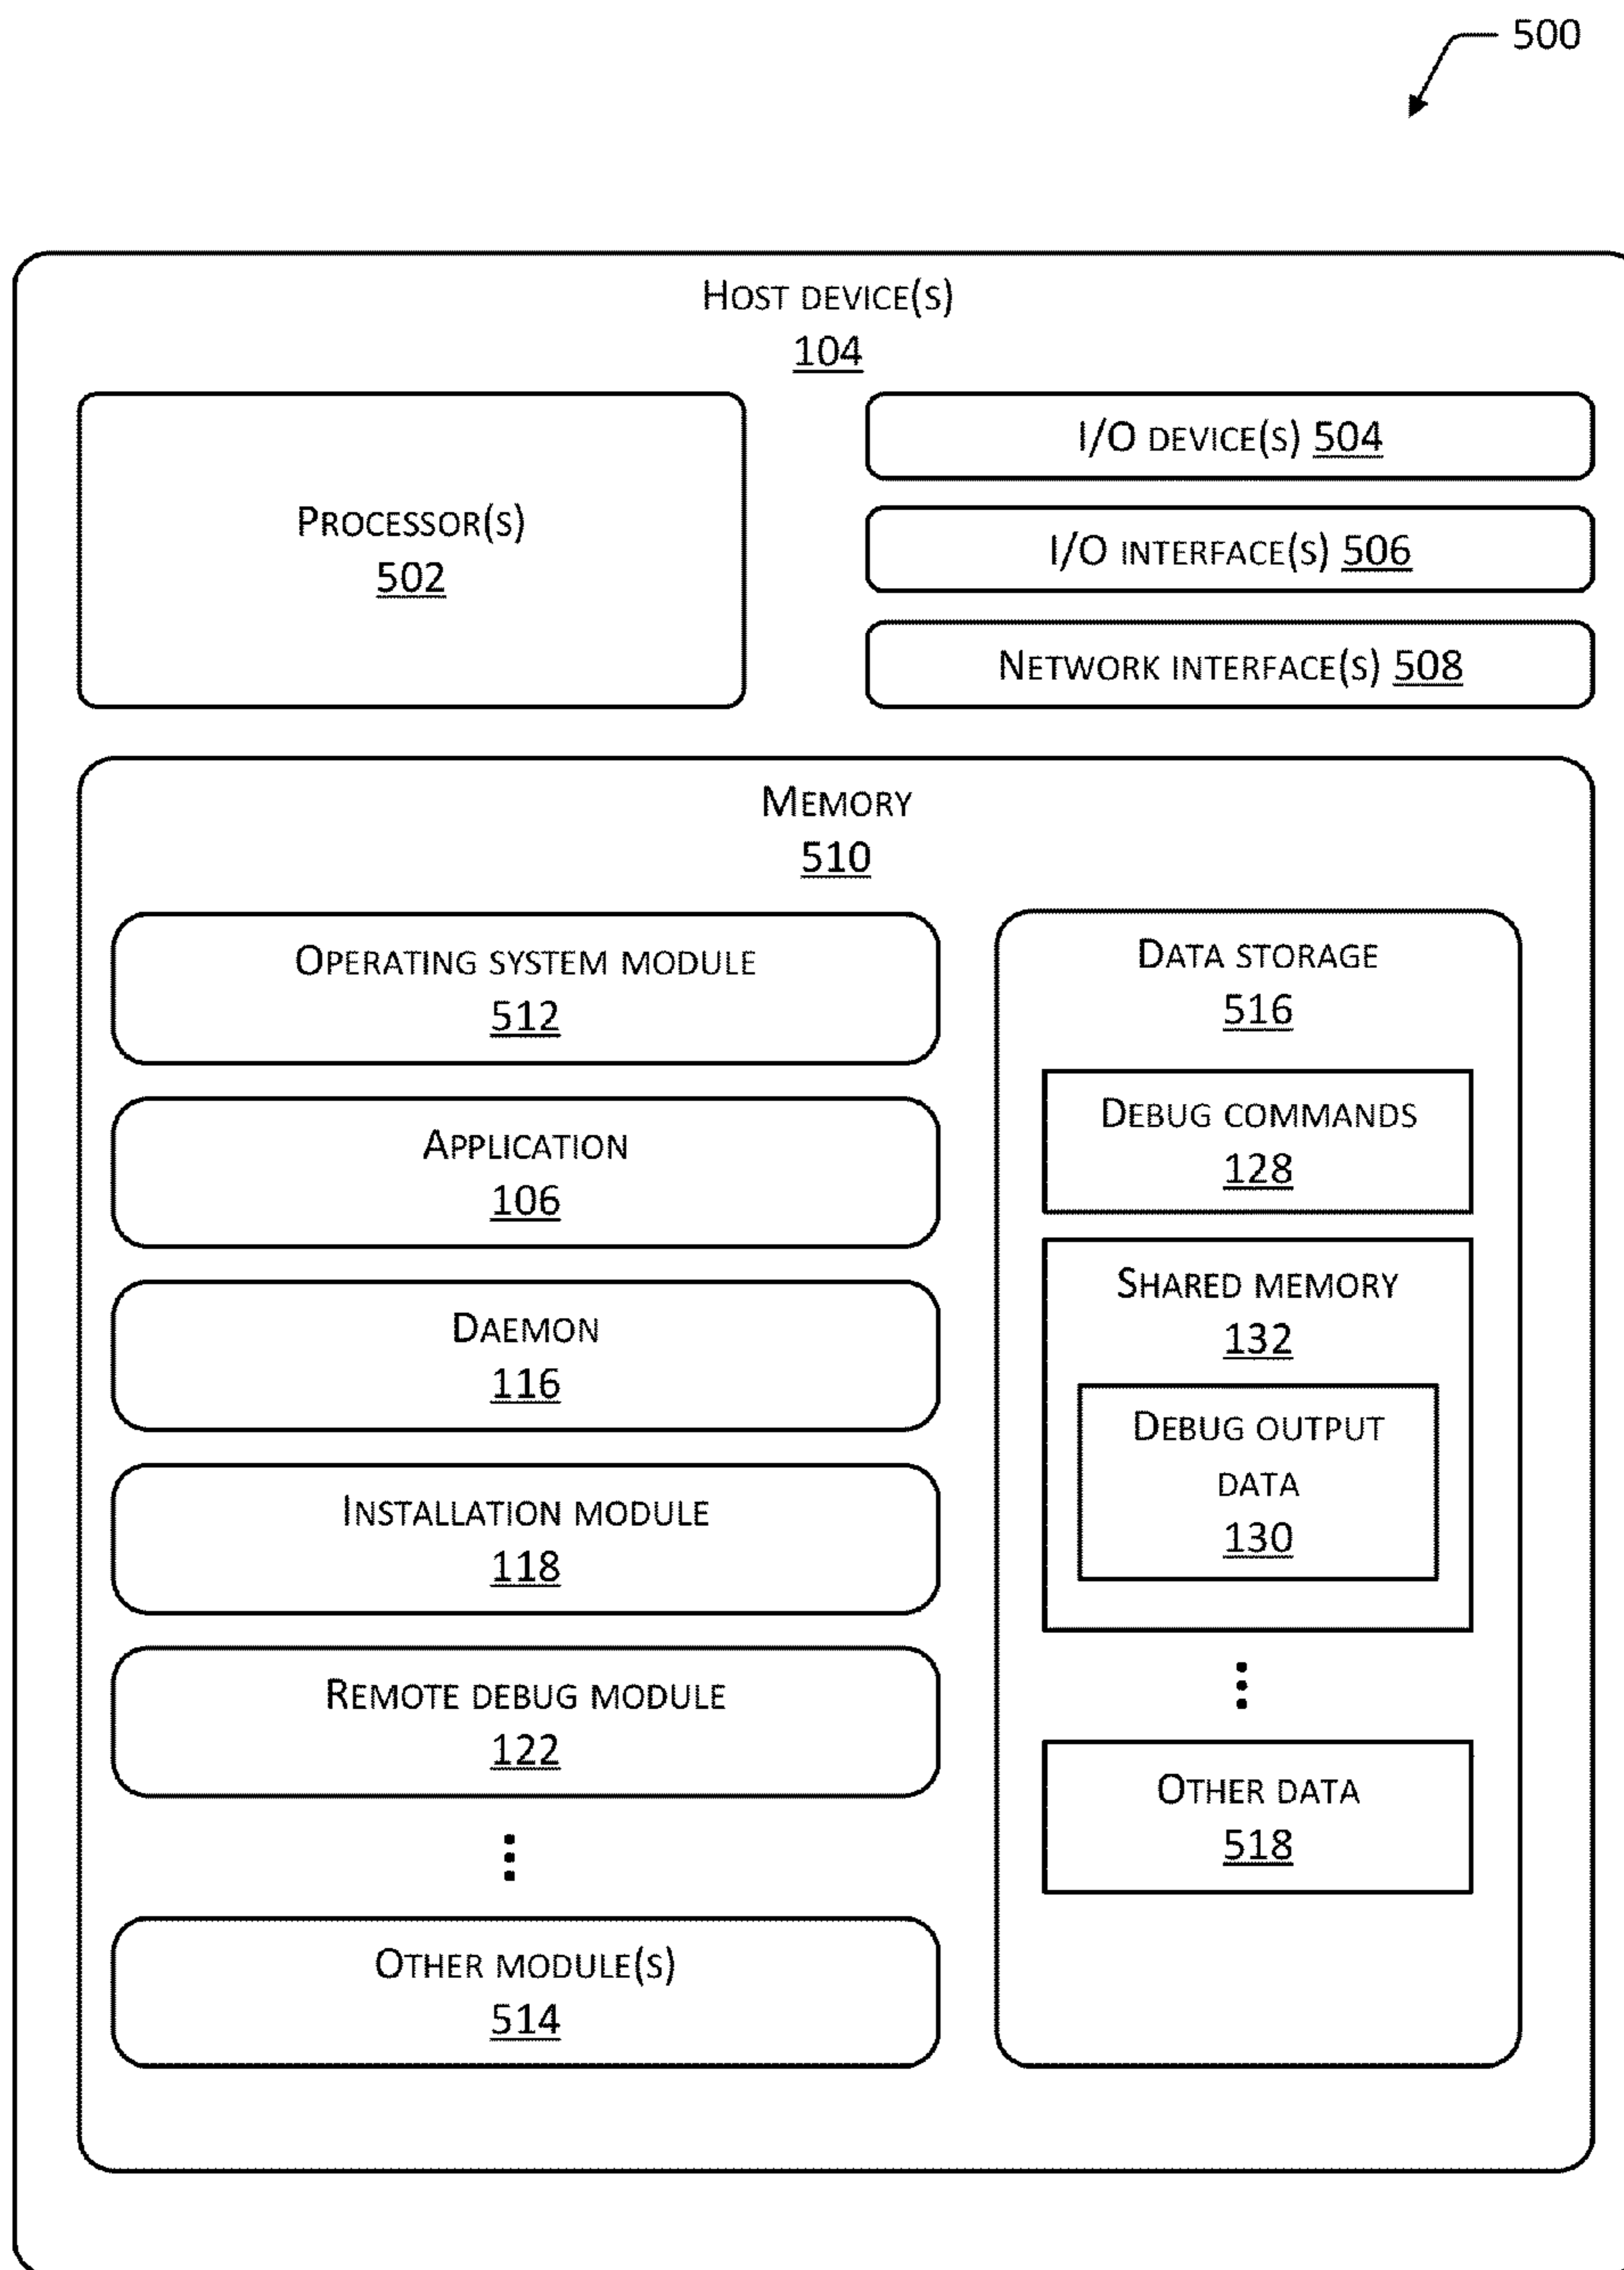 500
Host device(s)
104
Processor(s)
502
I/O device(s) 504
I/O interface(s) 506
Network interface(s) 508
Memory
510
Operating system module
512
Application
106
Daemon
116
Installation module
118
Remote debug module
122
Other module(s)
514
Data storage
516
Debug commands
128
Shared memory
132
Debug output
data
130
Other data
518